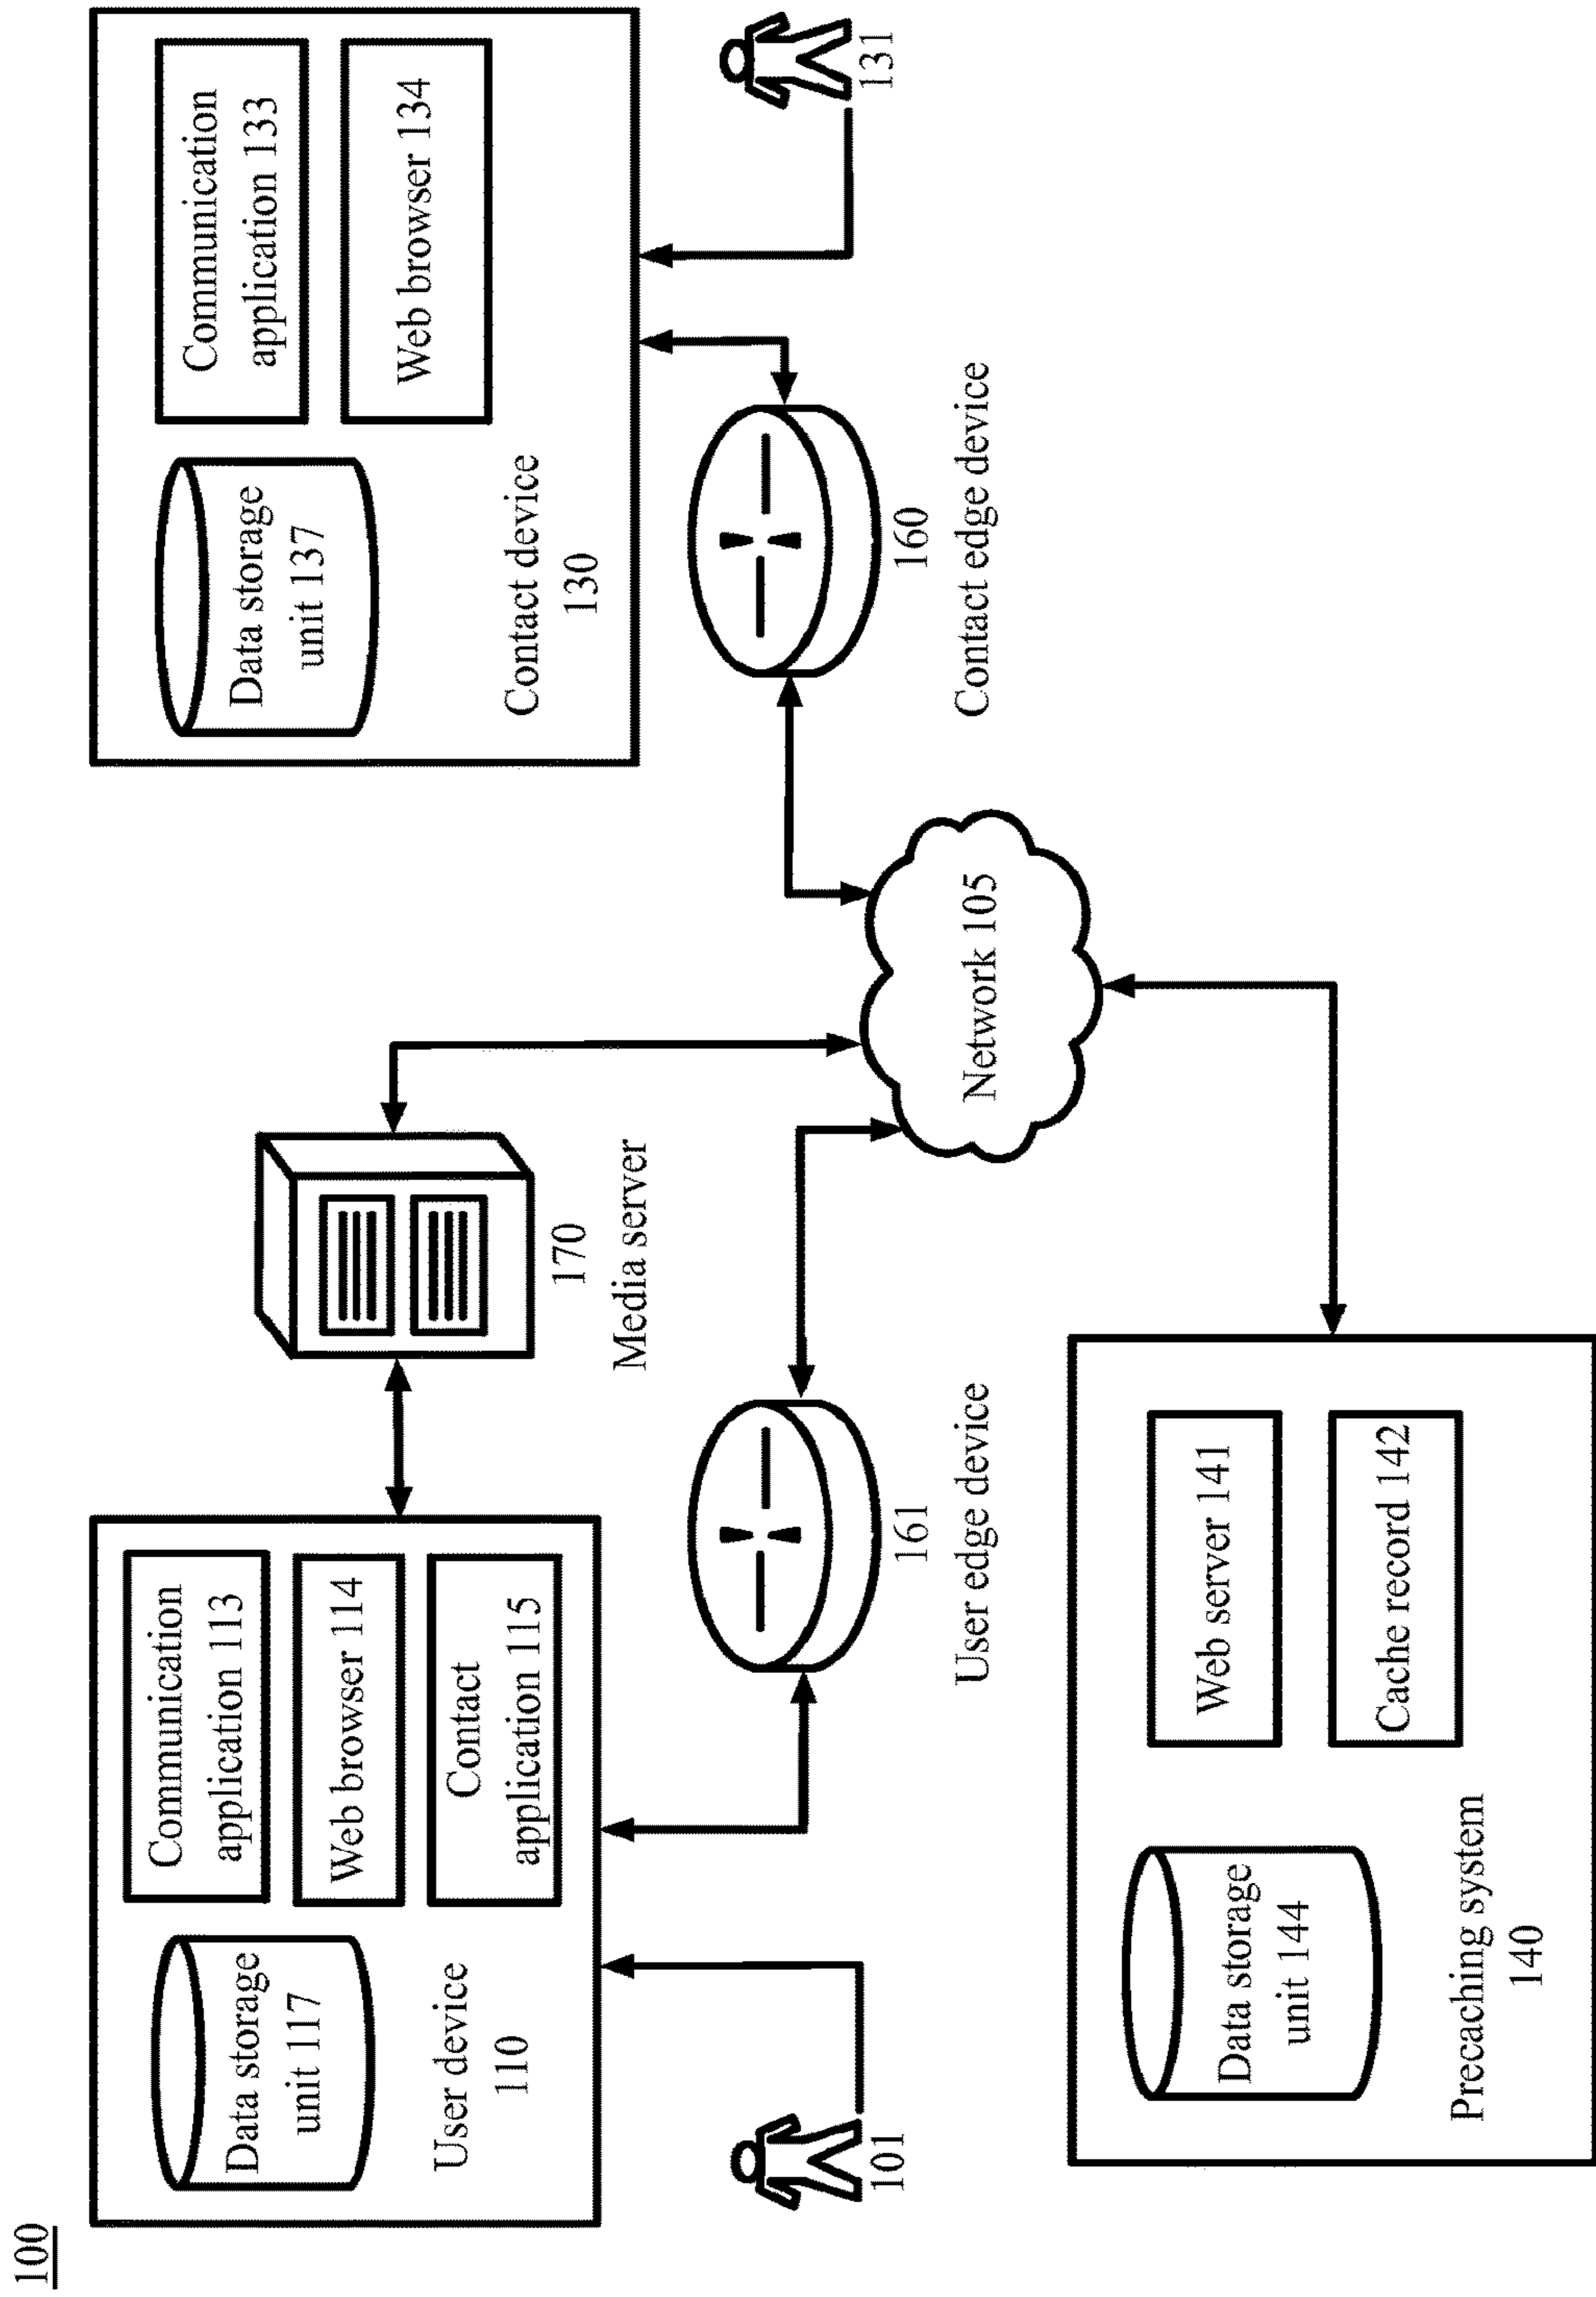 100
Data storage
unit 117
Communication
application 113
Web browser 114
Contact
application 115
User device
110
101
170
Media server
161
User edge device
Data storage
unit 137
Communication
application 133
Web browser 134
Contact device
130
131
160
Contact edge device
Network 105
Data storage
unit 144
Web server 141
Cache record 142
Precaching system
140